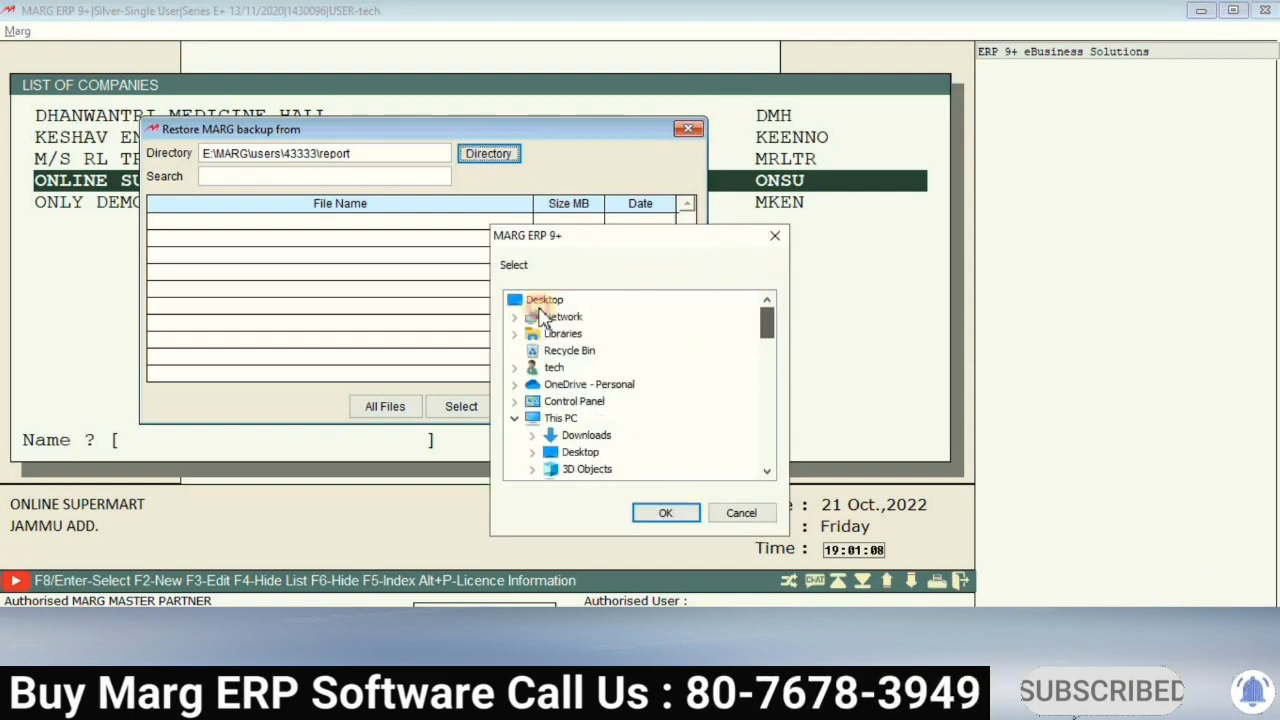 MARG ERP 9+|Silver-Single User|Series E+ 13/11/2020|1430096|USER-tech
Marg
ERP 9+ eBusiness Solutions
LIST OF COMPANIES
DHANWANTRI MEDICINE HALL DMH
Restore MARG backup from
KESHAV EN KEENNO
Directory E:\MARG\users\43333\report Directory
M/S RL TR MRLTR
Search
ONLINE SU ONSU
ONLY DEMO MKEN
File Name Size MB Date
MARG ERP 9+
Select
Desktop
Network
Libraries
Recycle Bin
tech
OneDrive - Personal
Control Panel
This PC
Downloads
Desktop
3D Objects
All Files Select
Name ? [ ]
OK Cancel
ONLINE SUPERMART
JAMMU ADD.
: 21 Oct.,2022
: Friday
Time : 19:01:08
F8/Enter-Select F2-New F3-Edit F4-Hide List F6-Hide F5-Index Alt+P-Licence Information
CHAT
Authorised MARG MASTER PARTNER Authorised User :
Buy Marg ERP Software Call Us : 80-7678-3949
SUBSCRIBED